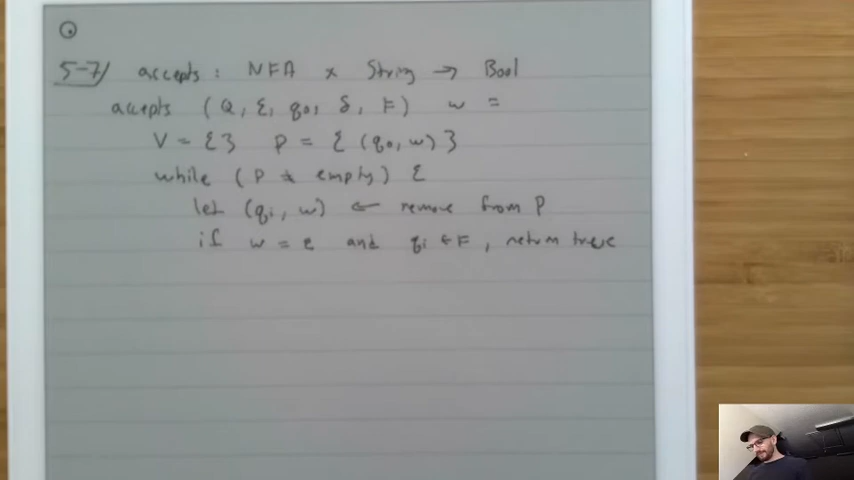 5-7/ accepts : NFA x String → Bool
accepts (Q, Σ, q0, δ, F) w =
V = {} P = { (q0, w) }
while (P ≠ empty) {
let (qi, w) ← remove from P
if w = ε and qi ∈ F, return true